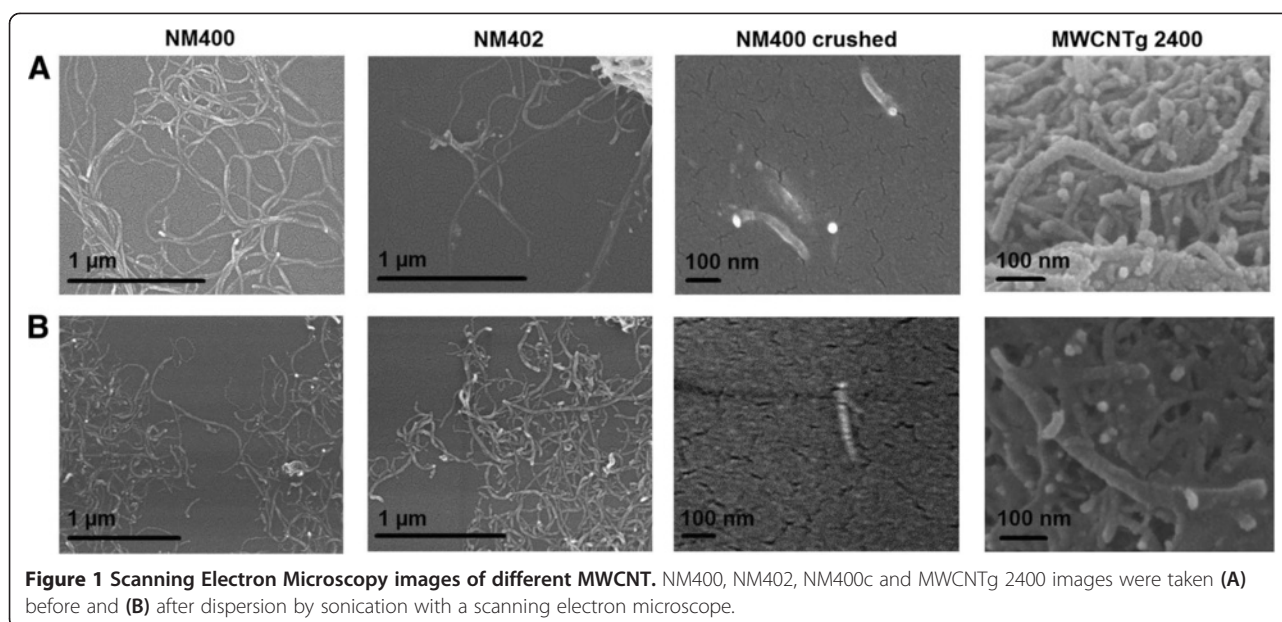 NM400 NM402 NM400 crushed MWCNTg 2400
A
1 µm 1 µm 100 nm 100 nm
B
1 µm 1 µm 100 nm 100 nm
Figure 1 Scanning Electron Microscopy images of different MWCNT. NM400, NM402, NM400c and MWCNTg 2400 images were taken (A)
before and (B) after dispersion by sonication with a scanning electron microscope.